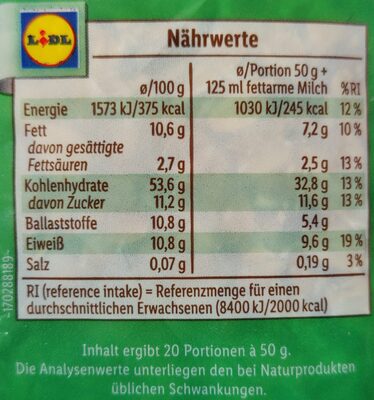 LIDL
Nährwerte
ø/100 g ø/Portion 50 g + 125 ml fettarme Milch %RI
Energie 1573 kJ/375 kcal 1030 kJ/245 kcal 12 %
Fett 10,6 g 7,2 g 10 %
davon gesättigte
Fettsäuren 2,7 g 2,5 g 13 %
Kohlenhydrate 53,6 g 32,8 g 13 %
davon Zucker 11,2 g 11,6 g 13 %
Ballaststoffe 10,8 g 5,4 g
Eiweiß 10,8 g 9,6 g 19 %
Salz 0,07 g 0,19 g 3 %
RI (reference intake) = Referenzmenge für einen
durchschnittlichen Erwachsenen (8400 kJ/2000 kcal)
-170288189-
Inhalt ergibt 20 Portionen à 50 g.
Die Analysenwerte unterliegen den bei Naturprodukten
üblichen Schwankungen.